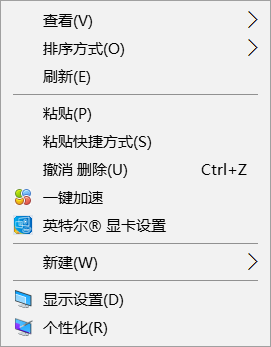 查看(V)
排序方式(O)
刷新(E)
粘贴(P)
粘贴快捷方式(S)
撤消 删除(U) Ctrl+Z
一键加速
英特尔® 显卡设置
新建(W)
显示设置(D)
个性化(R)